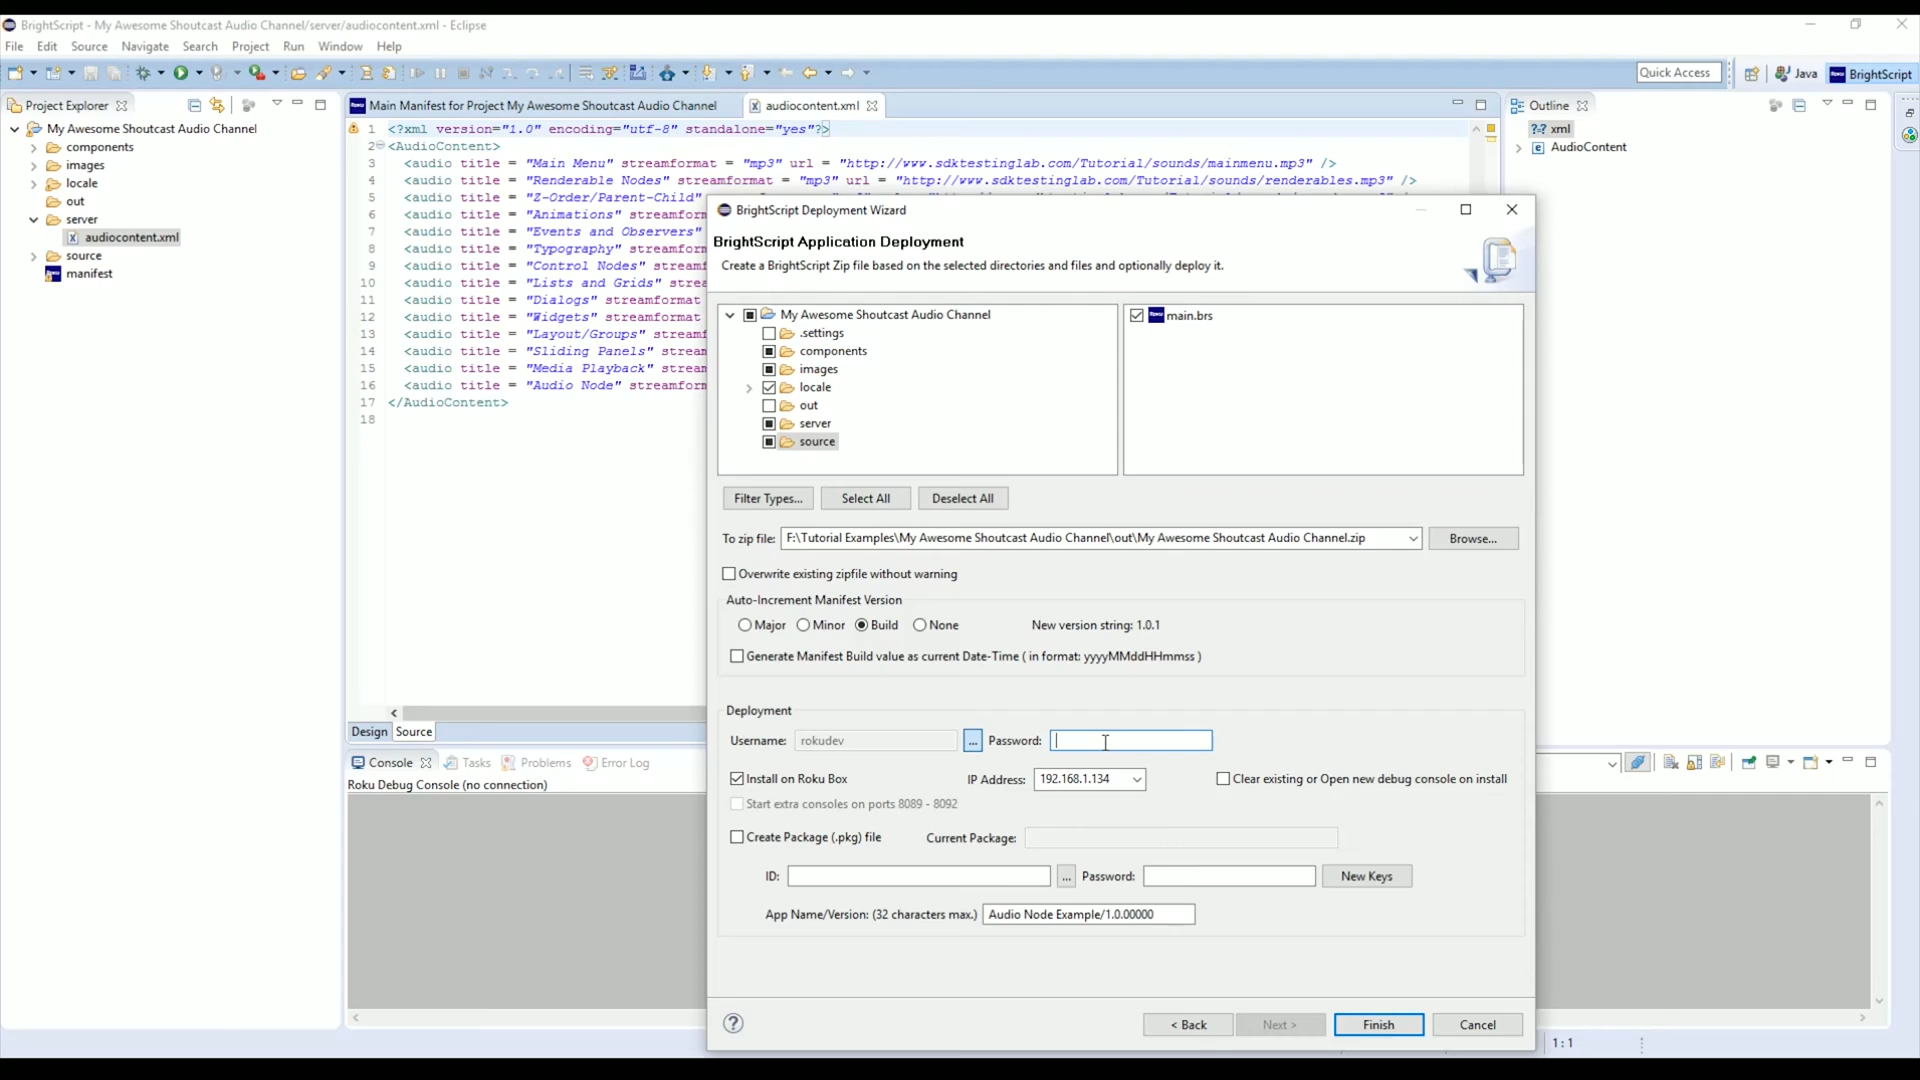 BrightScript - My Awesome Shoutcast Audio Channel/server/audiocontent.xml - Eclipse
File Edit Source Navigate Search Project Run Window Help
Quick Access Java BrightScript
Project Explorer
My Awesome Shoutcast Audio Channel
components
images
locale
out
server
audiocontent.xml
source
manifest
Main Manifest for Project My Awesome Shoutcast Audio Channel audiocontent.xml
1 <?xml version="1.0" encoding="utf-8" standalone="yes"?>
2 <AudioContent>
3 <audio title = "Main Menu" streamformat = "mp3" url = "http://www.sdktestinglab.com/Tutorial/sounds/mainmenu.mp3" />
4 <audio title = "Renderable Nodes" streamformat = "mp3" url = "http://www.sdktestinglab.com/Tutorial/sounds/renderables.mp3" />
5 <audio title = "Z-Order/Parent-Child"
6 <audio title = "Animations" streamform
7 <audio title = "Events and Observers"
8 <audio title = "Typography" streamform
9 <audio title = "Control Nodes" stream
10 <audio title = "Lists and Grids" strea
11 <audio title = "Dialogs" streamformat
12 <audio title = "Widgets" streamformat
13 <audio title = "Layout/Groups" stream
14 <audio title = "Sliding Panels" stream
15 <audio title = "Media Playback" stream
16 <audio title = "Audio Node" streamform
17 </AudioContent>
18
Design Source
Outline
xml
AudioContent
Console Tasks Problems Error Log
Roku Debug Console (no connection)
BrightScript Deployment Wizard
BrightScript Application Deployment
Create a BrightScript Zip file based on the selected directories and files and optionally deploy it.
My Awesome Shoutcast Audio Channel
.settings
components
images
locale
out
server
source
main.brs
Filter Types... Select All Deselect All
To zip file: F:\Tutorial Examples\My Awesome Shoutcast Audio Channel\out\My Awesome Shoutcast Audio Channel.zip Browse...
Overwrite existing zipfile without warning
Auto-Increment Manifest Version
Major Minor Build None New version string: 1.0.1
Generate Manifest Build value as current Date-Time ( in format: yyyyMMddHHmmss )
Deployment
Username: rokudev ... Password:
Install on Roku Box IP Address: 192.168.1.134 Clear existing or Open new debug console on install
Start extra consoles on ports 8089 - 8092
Create Package (.pkg) file Current Package:
ID: ... Password: New Keys
App Name/Version: (32 characters max.) Audio Node Example/1.0.00000
? < Back Next > Finish Cancel
1 : 1